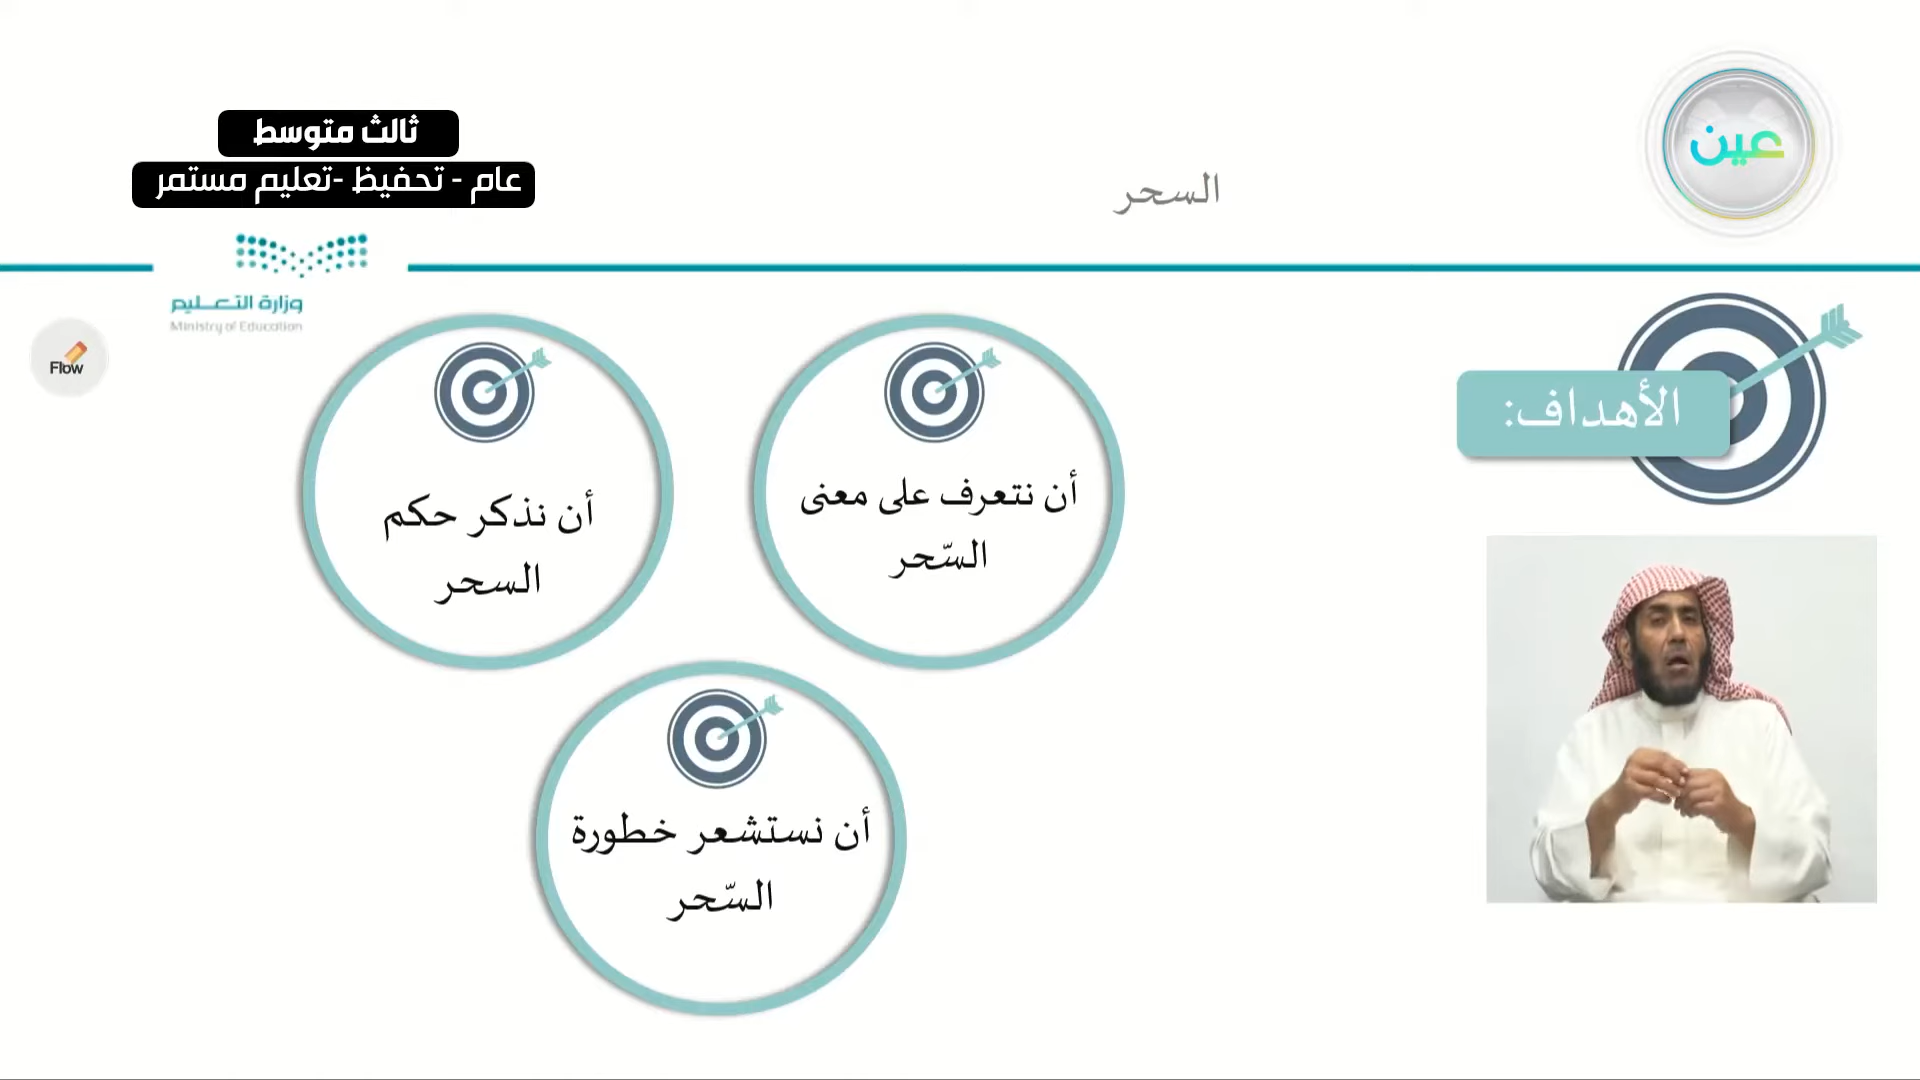 ثالث متوسط
عام - تحفيظ -تعليم مستمر
عين
السحر
وزارة التعـــليم
Ministry of Education
Flow
الأهداف:
أن نتعرف على معنى
السّحر
أن نذكر حكم
السحر
أن نستشعر خطورة
السّحر